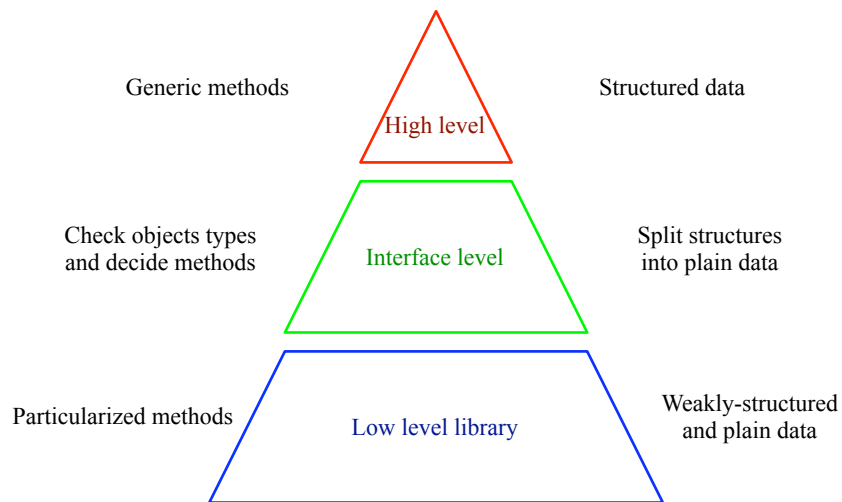 Generic methods
High level
Structured data
Check objects types
and decide methods
Interface level
Split structures
into plain data
Particularized methods
Low level library
Weakly-structured
and plain data